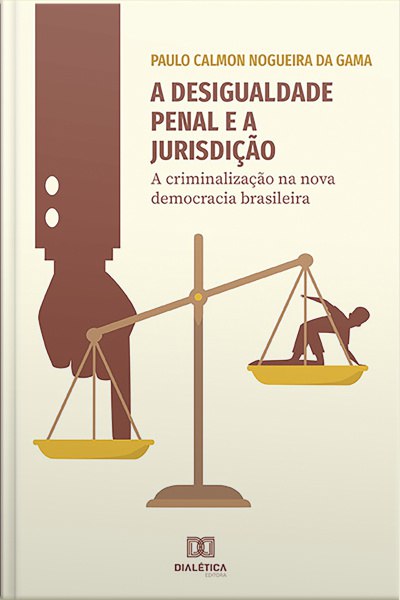 PAULO CALMON NOGUEIRA DA GAMA
A DESIGUALDADE
PENAL E A
JURISDIÇÃO
A criminalização na nova
democracia brasileira
DIALÉTICA
EDITORA